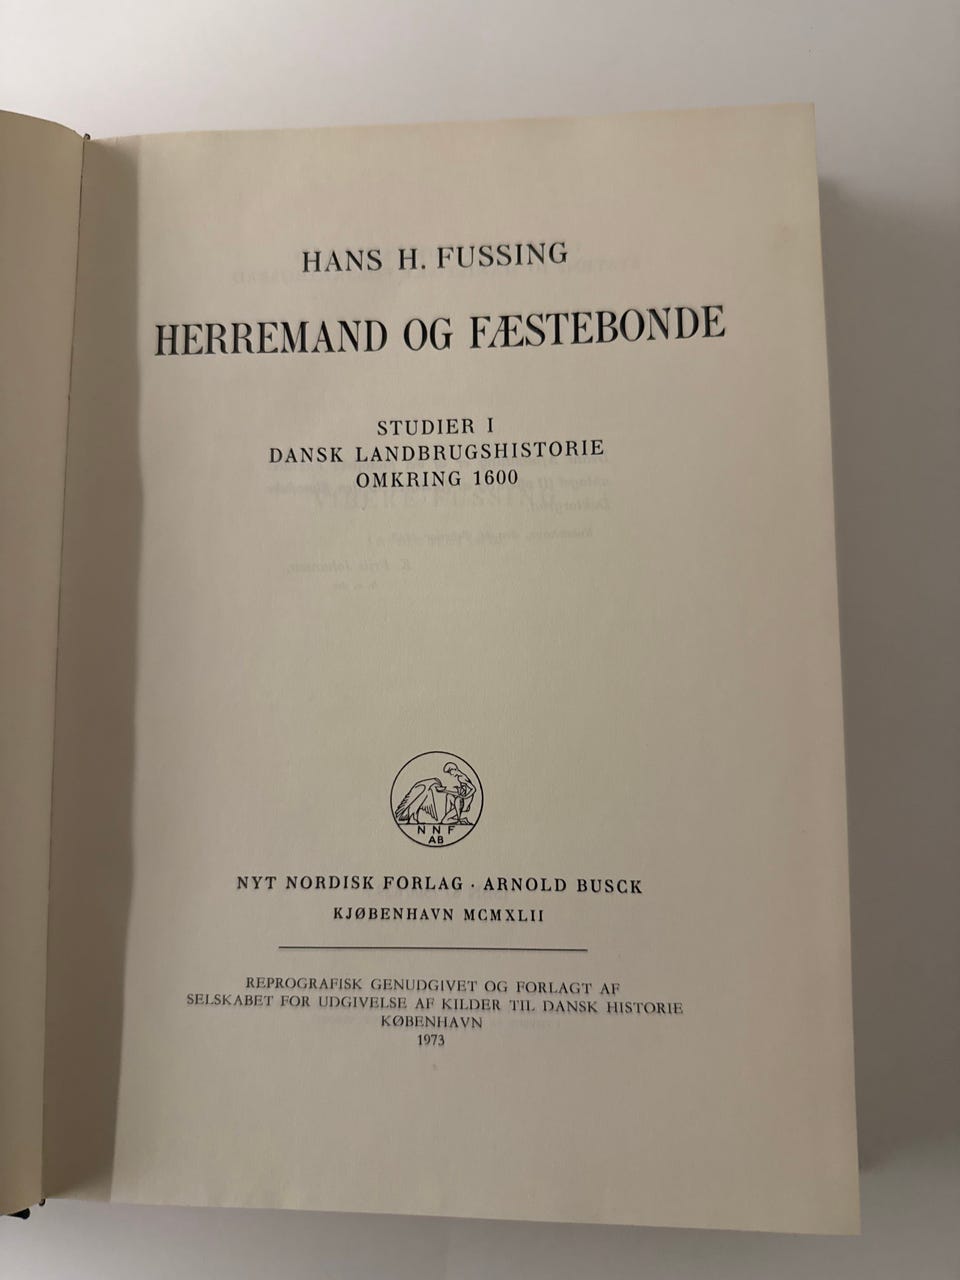 HANS H. FUSSING
HERREMAND OG FÆSTEBONDE
STUDIER I
DANSK LANDBRUGSHISTORIE
OMKRING 1600
NNF
AB
NYT NORDISK FORLAG · ARNOLD BUSCK
KJØBENHAVN MCMXLII
REPROGRAFISK GENUDGIVET OG FORLAGT AF
SELSKABET FOR UDGIVELSE AF KILDER TIL DANSK HISTORIE
KØBENHAVN
1973